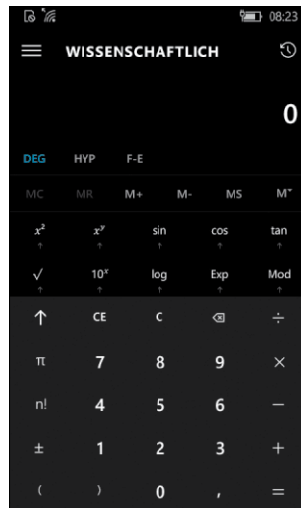 08:23
WISSENSCHAFTLICH
0
DEG HYP F-E
MC MR M+ M- MS M˅
x² xʸ sin cos tan
↑ ↑ ↑ ↑ ↑
√ 10ˣ log Exp Mod
↑ ↑ ↑ ↑ ↑
↑ CE C ⌫ ÷
π 7 8 9 ×
n! 4 5 6 −
± 1 2 3 +
( ) 0 , =